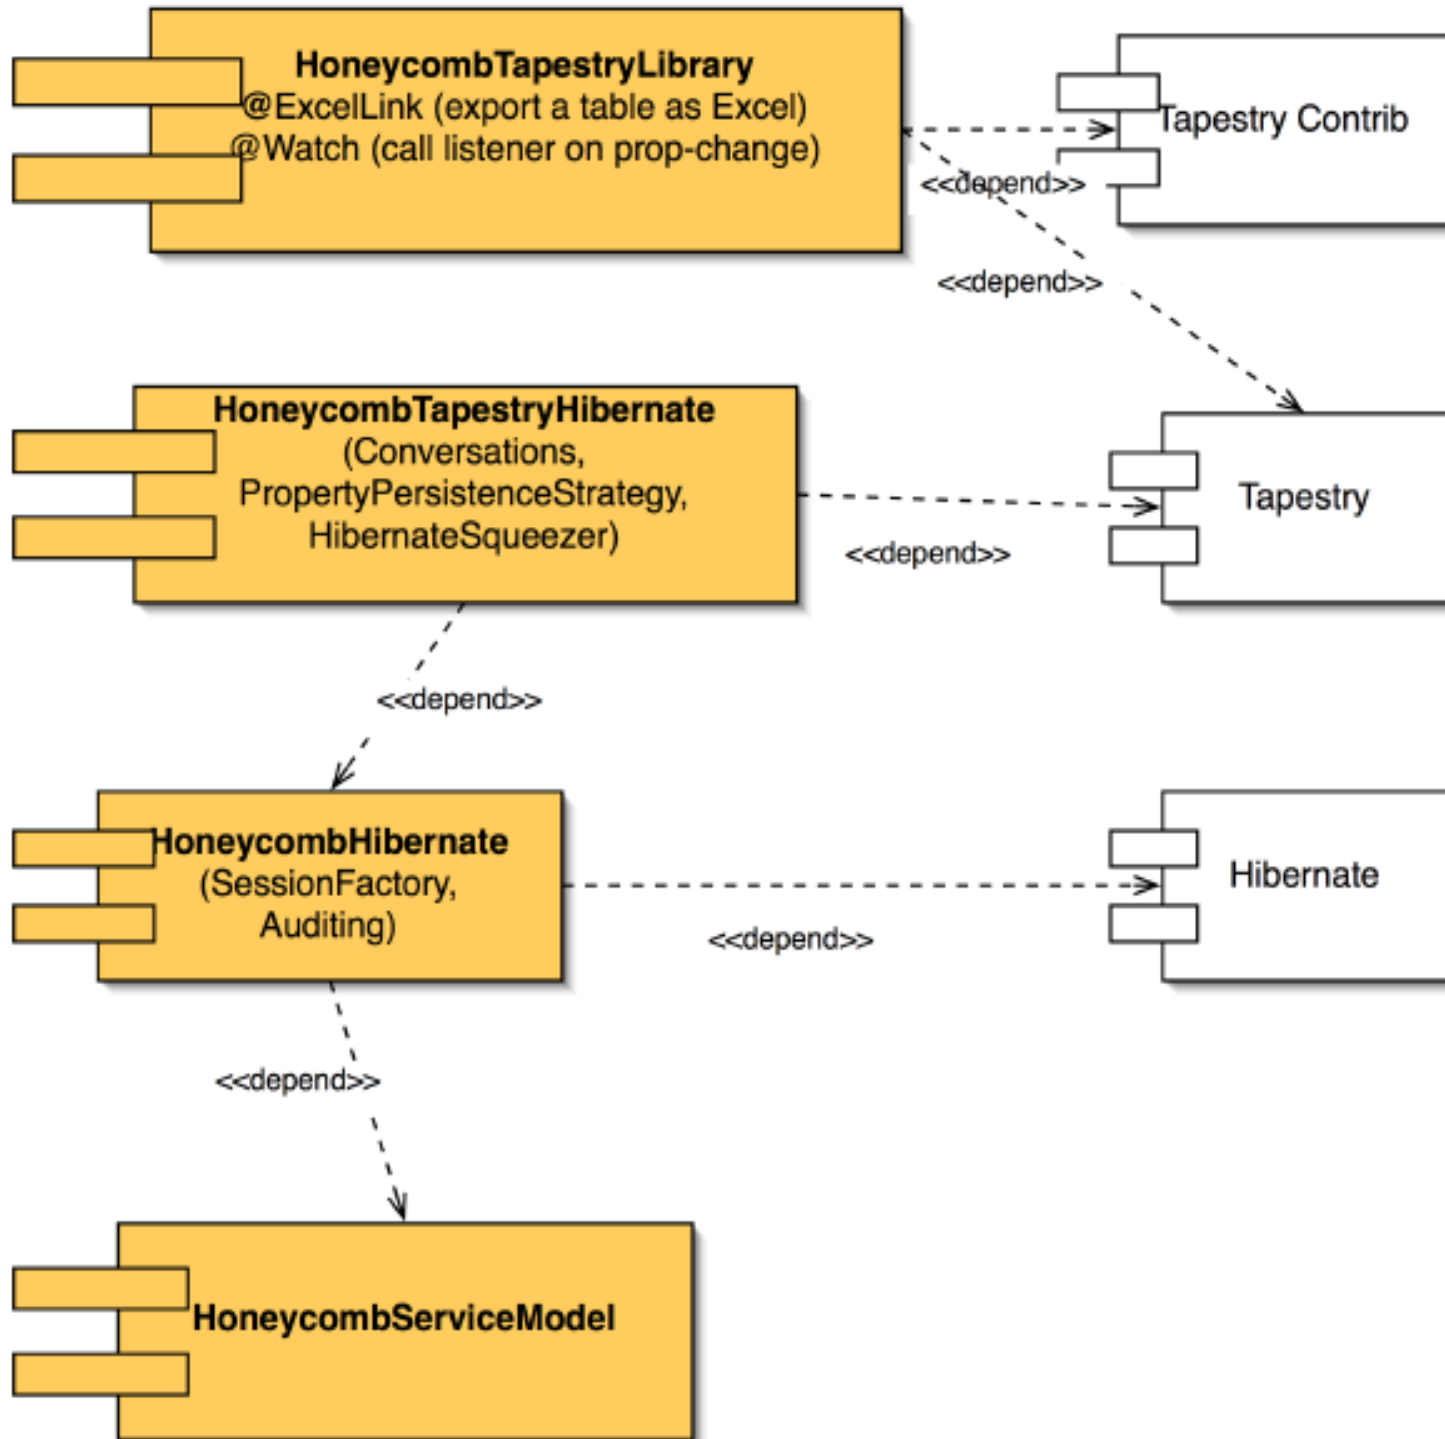 HoneycombTapestryLibrary
@ExcelLink (export a table as Excel)
@Watch (call listener on prop-change)
Tapestry Contrib
<<depend>>
<<depend>>
HoneycombTapestryHibernate
(Conversations,
PropertyPersistenceStrategy,
HibernateSqueezer)
Tapestry
<<depend>>
<<depend>>
HoneycombHibernate
(SessionFactory,
Auditing)
Hibernate
<<depend>>
<<depend>>
HoneycombServiceModel